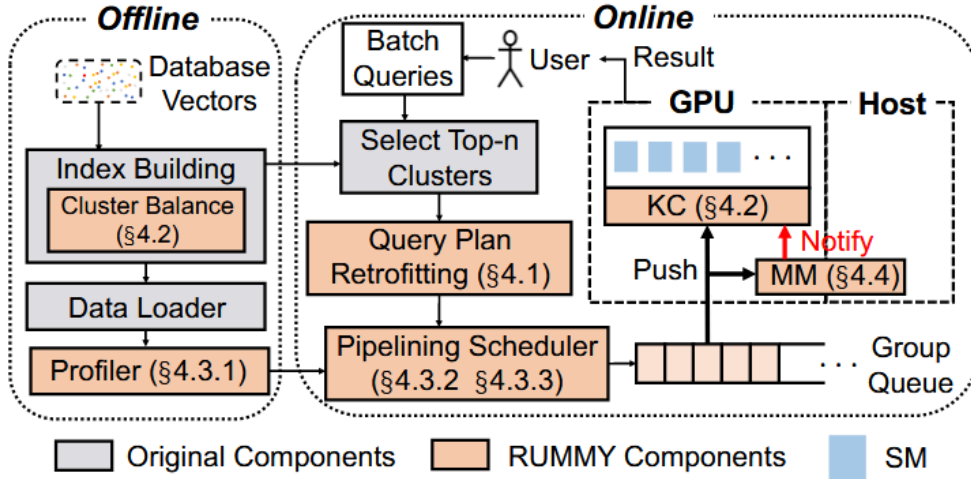 Offline
Online
Database
Vectors
Batch
Queries
User
Result
GPU
Host
Index Building
Cluster Balance
(§4.2)
Select Top-n
Clusters
. . .
KC (§4.2)
Query Plan
Retrofitting (§4.1)
Notify
Push
MM (§4.4)
Data Loader
Profiler (§4.3.1)
Pipelining Scheduler
(§4.3.2 §4.3.3)
. . .
Group
Queue
Original Components
RUMMY Components
SM